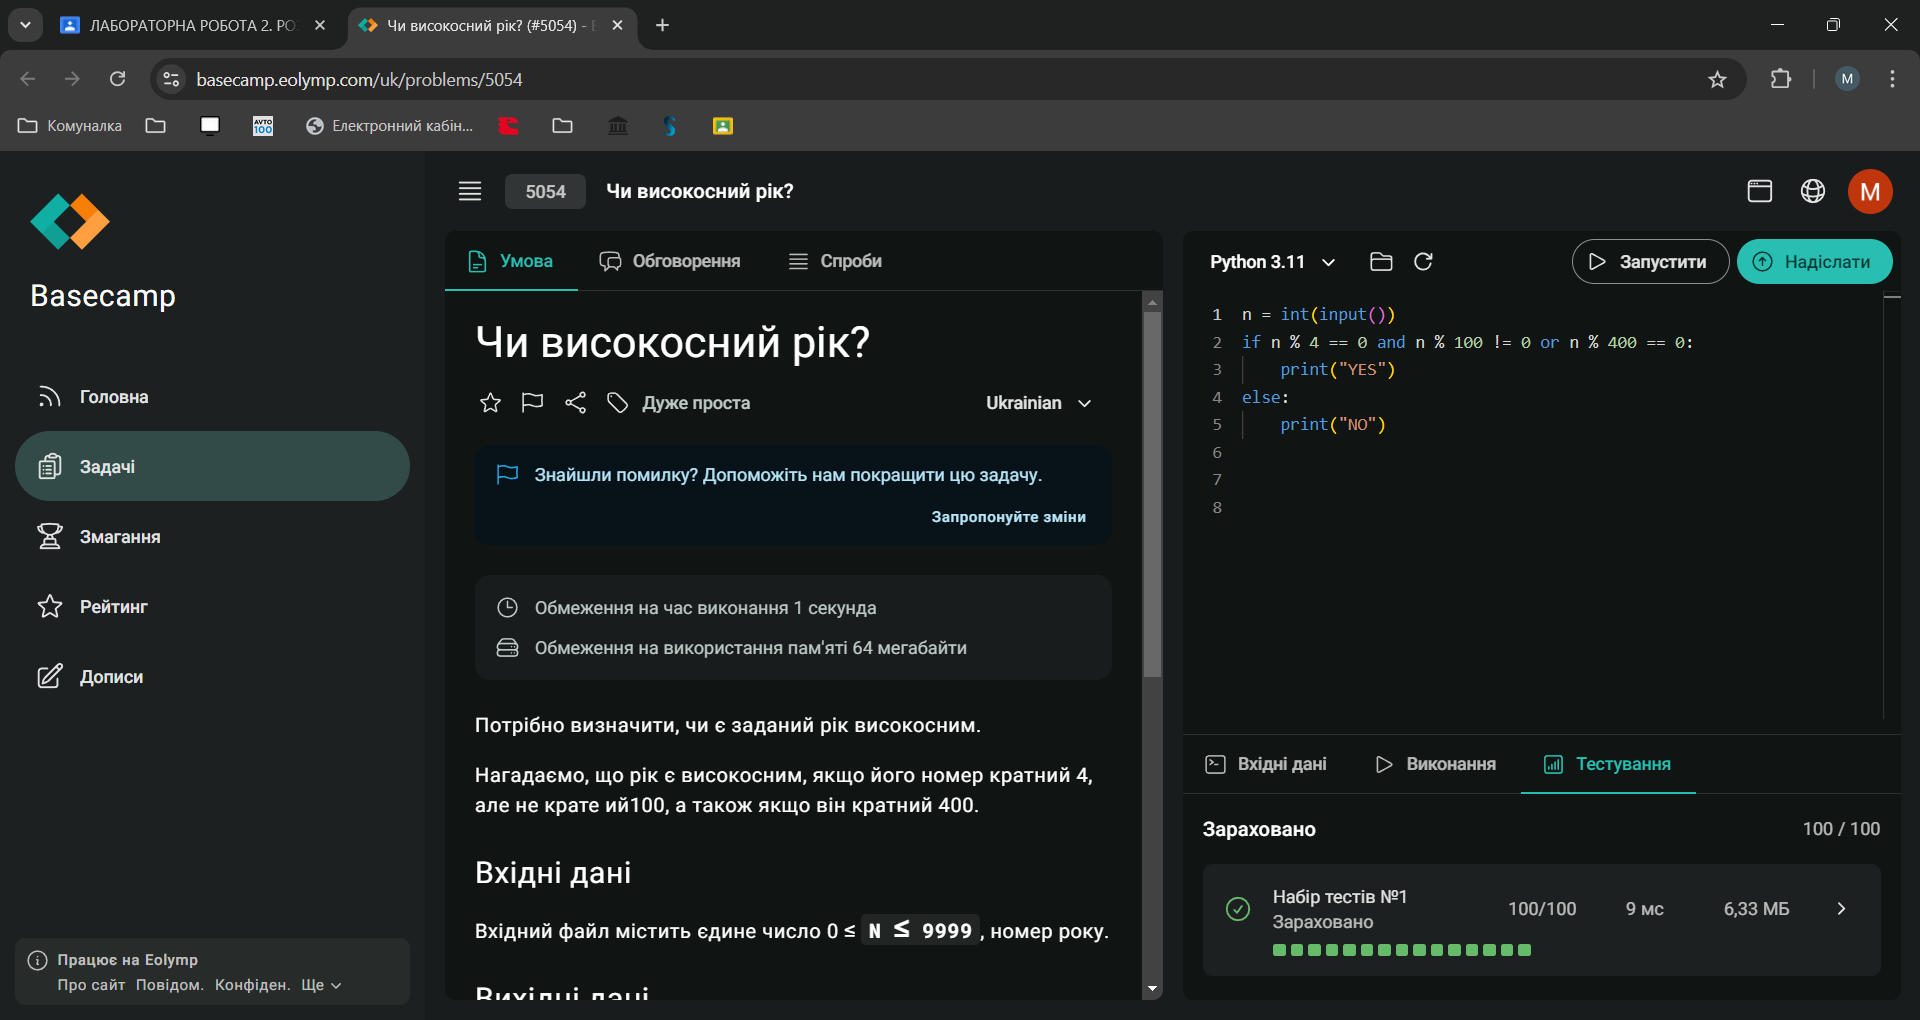 ЛАБОРАТОРНА РОБОТА 2. РО
Чи високосний рік? (#5054) -
basecamp.eolymp.com/uk/problems/5054
M
Комуналка
AVTO
100
Електронний кабін...
Basecamp
Головна
Задачі
Змагання
Рейтинг
Дописи
Працює на Eolymp
Про сайт Повідом. Конфіден. Ще
5054 Чи високосний рік?
M
Умова Обговорення Спроби
Чи високосний рік?
Дуже проста Ukrainian
Знайшли помилку? Допоможіть нам покращити цю задачу.
Запропонуйте зміни
Обмеження на час виконання 1 секунда
Обмеження на використання пам'яті 64 мегабайти
Потрібно визначити, чи є заданий рік високосним.
Нагадаємо, що рік є високосним, якщо його номер кратний 4,
але не крате ий100, а також якщо він кратний 400.
Вхідні дані
Вхідний файл містить єдине число 0 ≤ N ≤ 9999 , номер року.
Вихідні дані
Python 3.11 Запустити Надіслати
1 n = int(input())
2 if n % 4 == 0 and n % 100 != 0 or n % 400 == 0:
3 print("YES")
4 else:
5 print("NO")
6
7
8
Вхідні дані Виконання Тестування
Зараховано 100 / 100
Набір тестів №1 100/100 9 мс 6,33 МБ
Зараховано